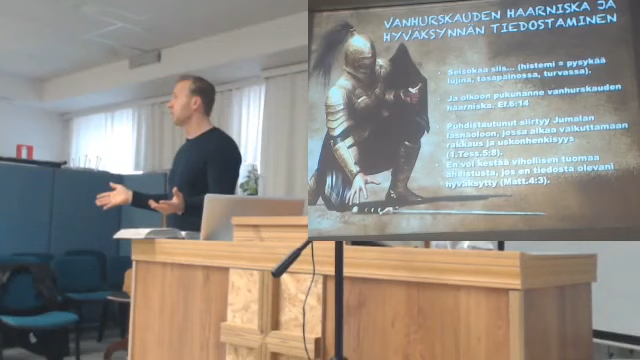 VANHURSKAUDEN HAARNISKA JA
HYVÄKSYNNÄN TIEDOSTAMINEN
Seisokaa siis... (histemi = pysykää
lujina, tasapainossa, turvassa).
Ja olkoon pukunanne vanhurskauden
haarniska. Ef.6:14
Puhdistautunut siirtyy Jumalan
läsnäoloon, jossa alkaa vaikuttamaan
rakkaus ja uskonhenkisyys
(1.Tess.5:8).
En voi kestää vihollisen tuomaa
ahdistusta, jos en tiedosta olevani
hyväksytty (Matt.4:3).